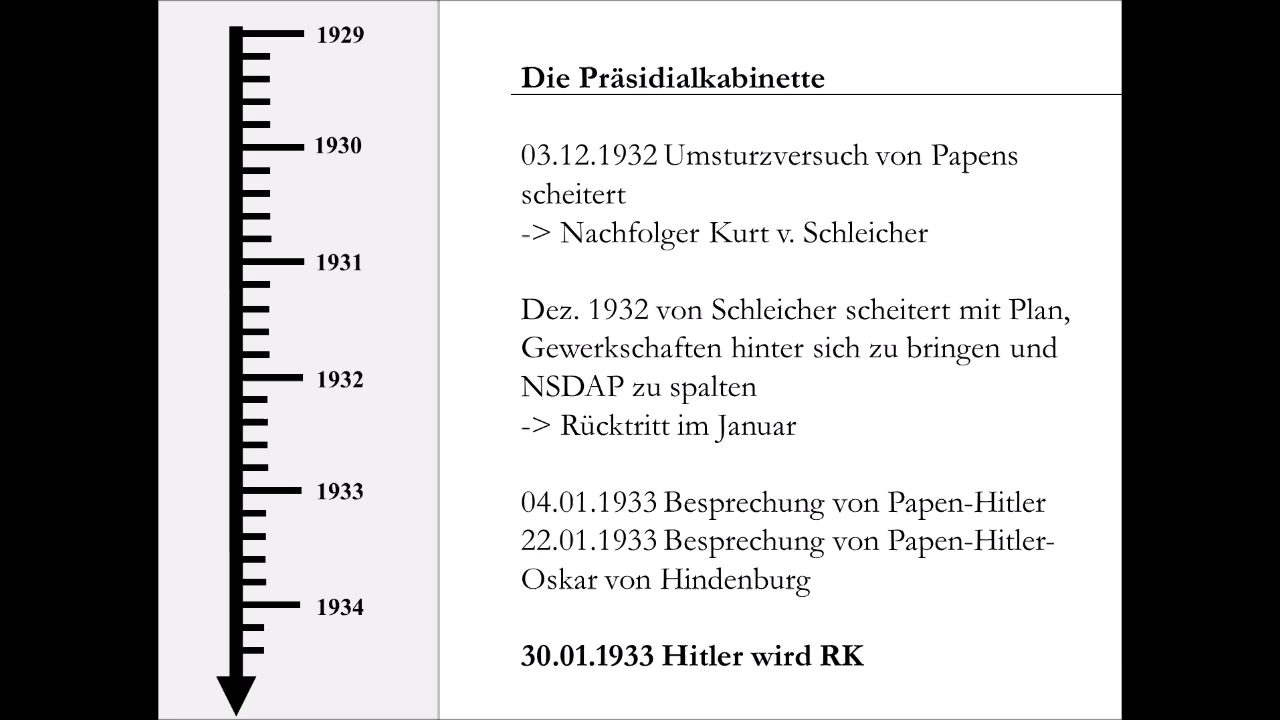 1929
1930
1931
1932
1933
1934
Die Präsidialkabinette
03.12.1932 Umsturzversuch von Papens
scheitert
-> Nachfolger Kurt v. Schleicher
Dez. 1932 von Schleicher scheitert mit Plan,
Gewerkschaften hinter sich zu bringen und
NSDAP zu spalten
-> Rücktritt im Januar
04.01.1933 Besprechung von Papen-Hitler
22.01.1933 Besprechung von Papen-Hitler-
Oskar von Hindenburg
30.01.1933 Hitler wird RK